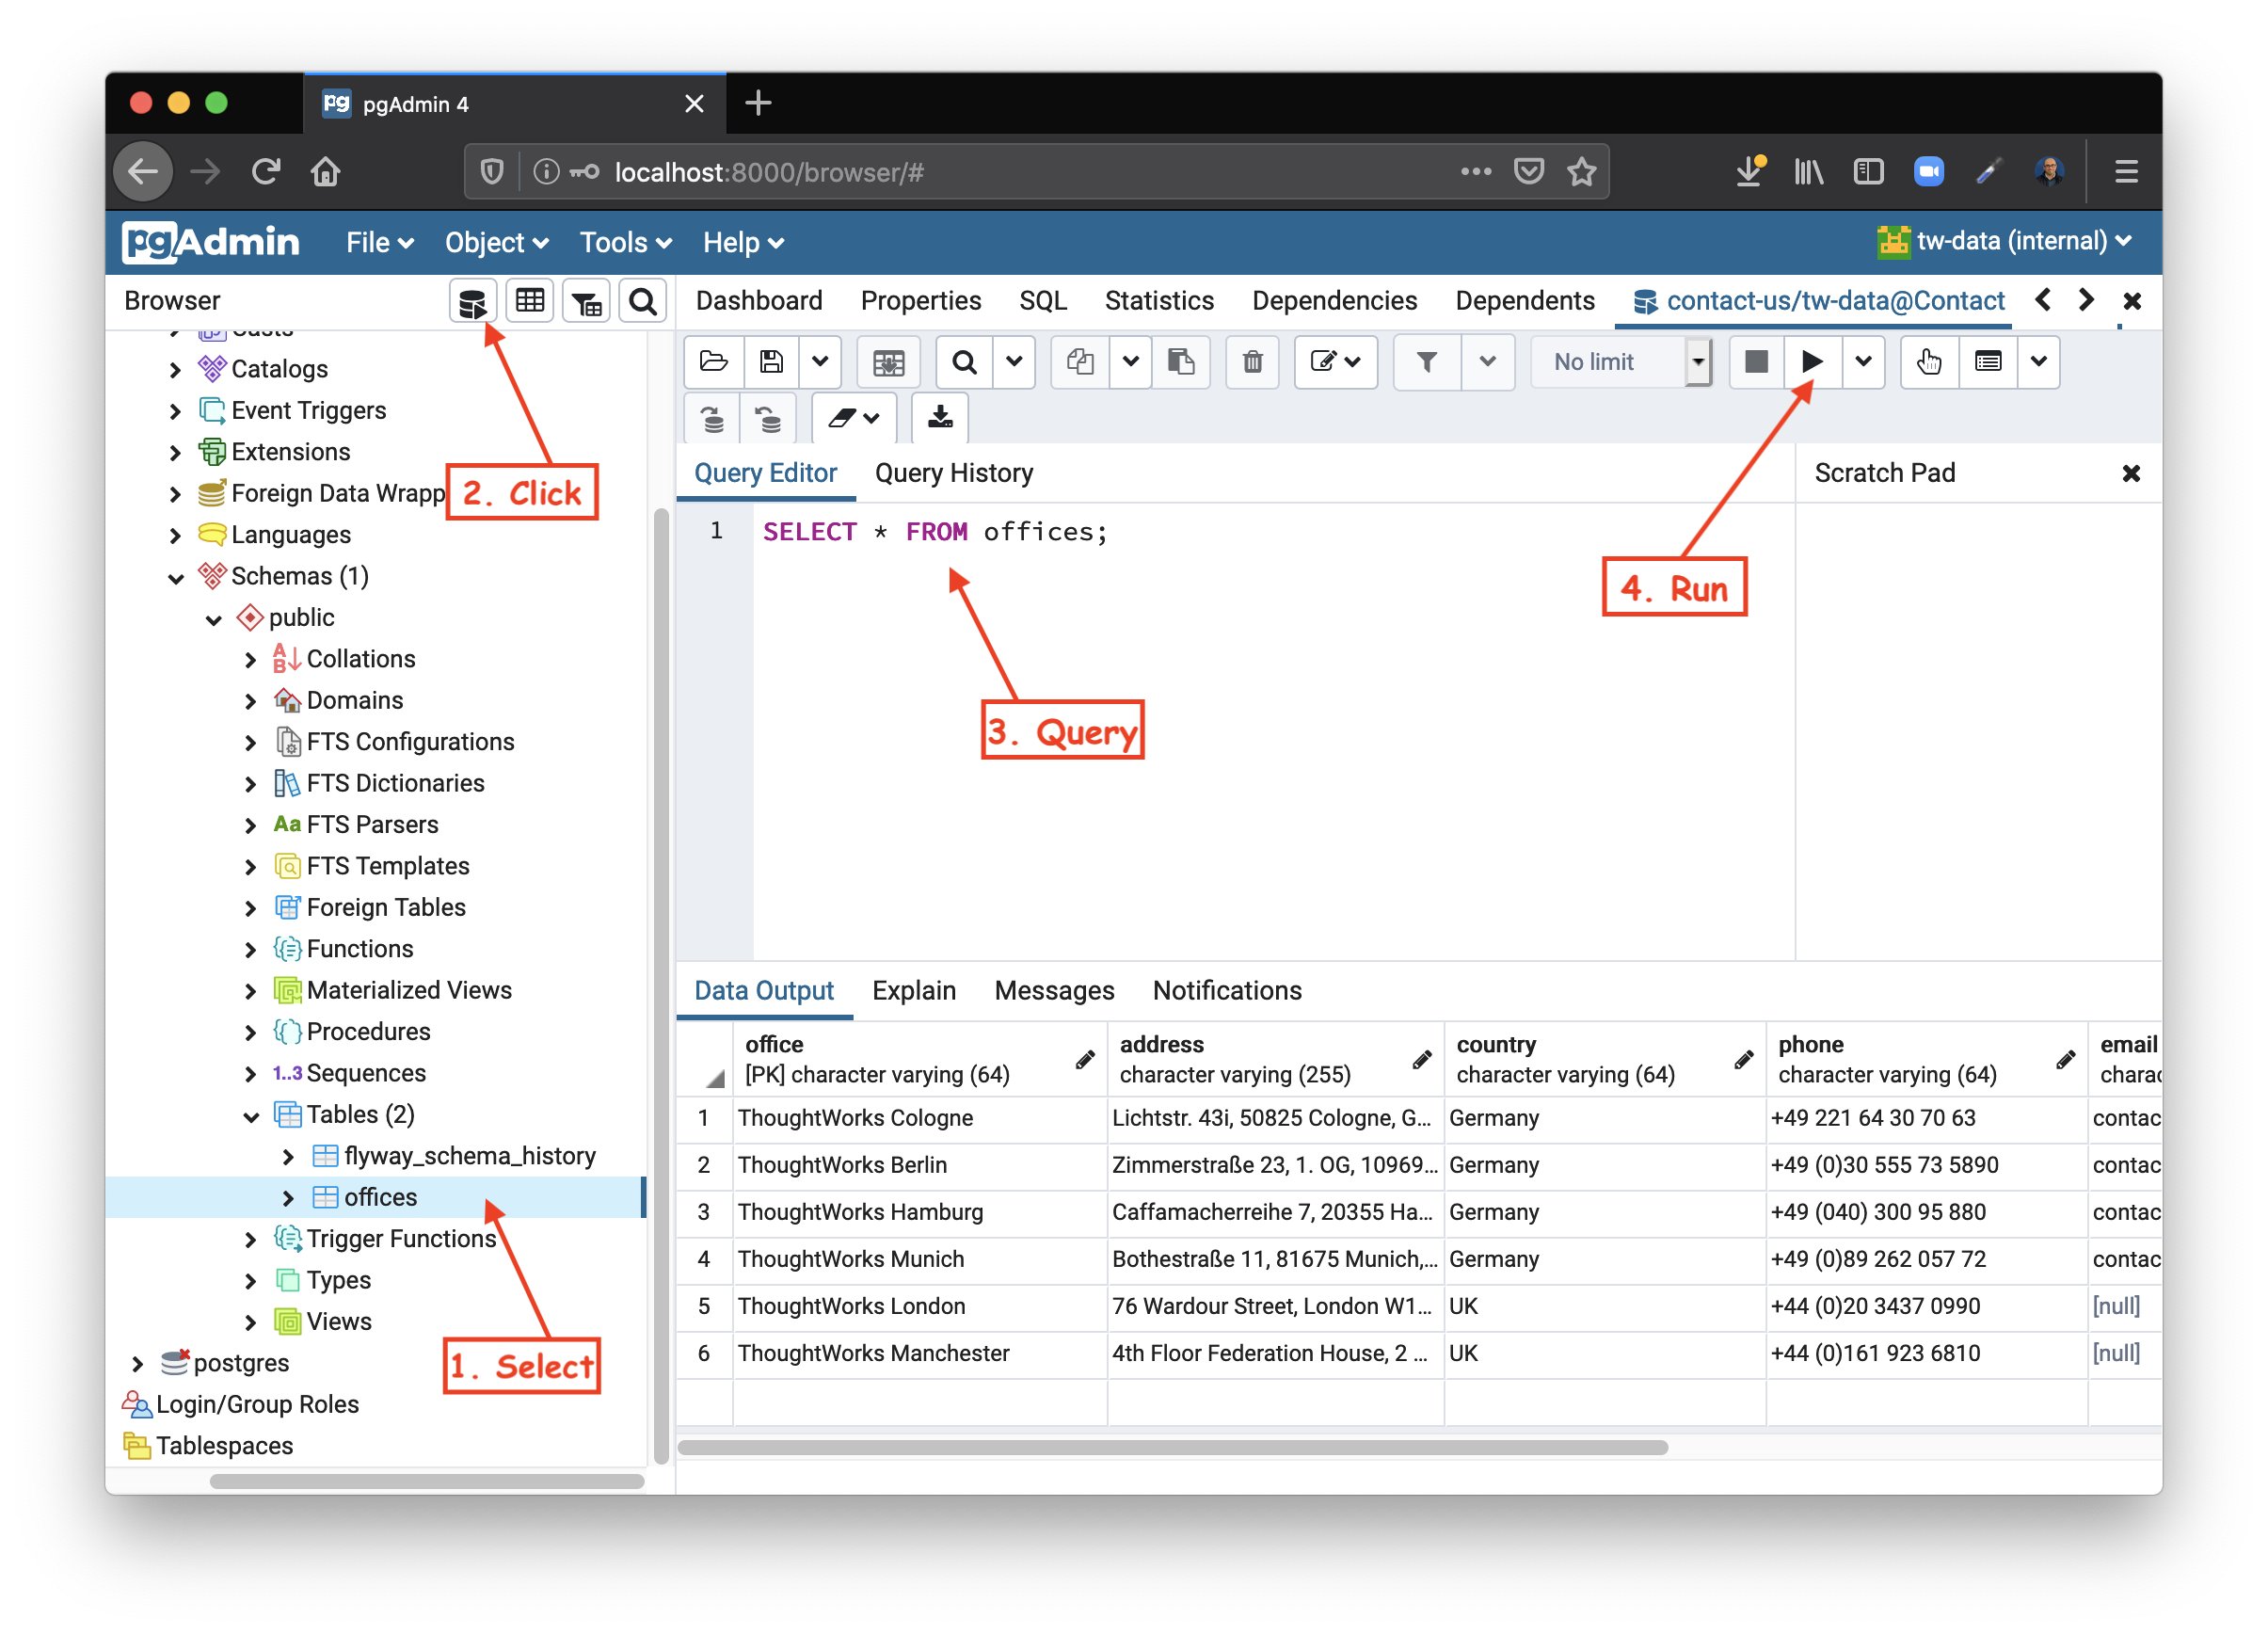 pgAdmin 4
localhost:8000/browser/#
pgAdmin File Object Tools Help tw-data (internal)
Browser
Dashboard Properties SQL Statistics Dependencies Dependents contact-us/tw-data@Contact
Casts
Catalogs
Event Triggers
Extensions
Foreign Data Wrapp
Languages
Schemas (1)
public
Collations
Domains
FTS Configurations
FTS Dictionaries
Aa FTS Parsers
FTS Templates
Foreign Tables
Functions
Materialized Views
Procedures
1..3 Sequences
Tables (2)
flyway_schema_history
offices
Trigger Functions
Types
Views
postgres
Login/Group Roles
Tablespaces
1. Select
2. Click
No limit
Query Editor Query History
Scratch Pad
1 SELECT * FROM offices;
3. Query
4. Run
Data Output Explain Messages Notifications
office address country phone email
[PK] character varying (64) character varying (255) character varying (64) character varying (64) charac
1 ThoughtWorks Cologne Lichtstr. 43i, 50825 Cologne, G... Germany +49 221 64 30 70 63 contac
2 ThoughtWorks Berlin Zimmerstraße 23, 1. OG, 10969... Germany +49 (0)30 555 73 5890 contac
3 ThoughtWorks Hamburg Caffamacherreihe 7, 20355 Ha... Germany +49 (040) 300 95 880 contac
4 ThoughtWorks Munich Bothestraße 11, 81675 Munich,... Germany +49 (0)89 262 057 72 contac
5 ThoughtWorks London 76 Wardour Street, London W1... UK +44 (0)20 3437 0990 [null]
6 ThoughtWorks Manchester 4th Floor Federation House, 2 ... UK +44 (0)161 923 6810 [null]